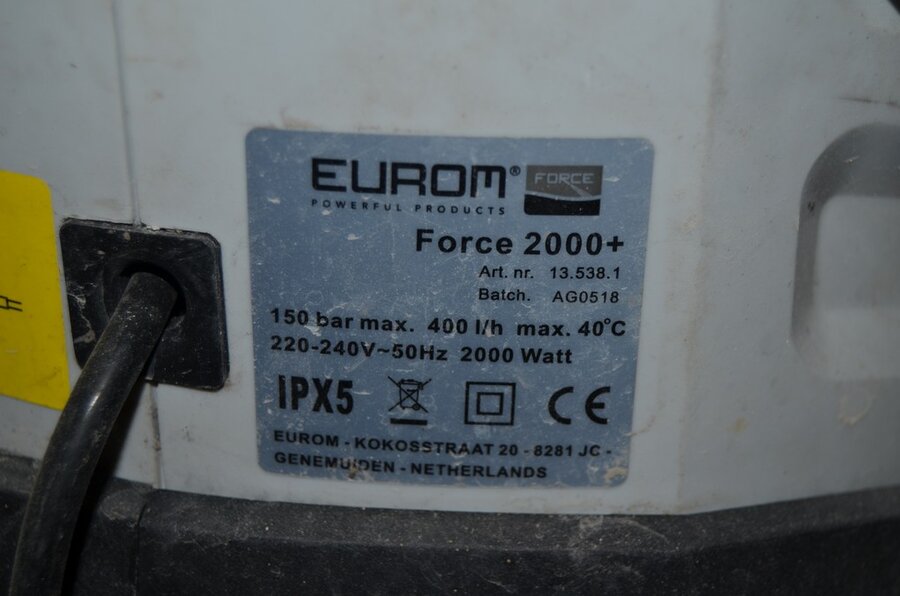 EUROM® FORCE
POWERFUL PRODUCTS
Force 2000+
Art. nr. 13.538.1
Batch. AG0518
150 bar max. 400 l/h max. 40°C
220-240V~50Hz 2000 Watt
IPX5 CE
EUROM - KOKOSSTRAAT 20 - 8281 JC -
GENEMUIDEN - NETHERLANDS